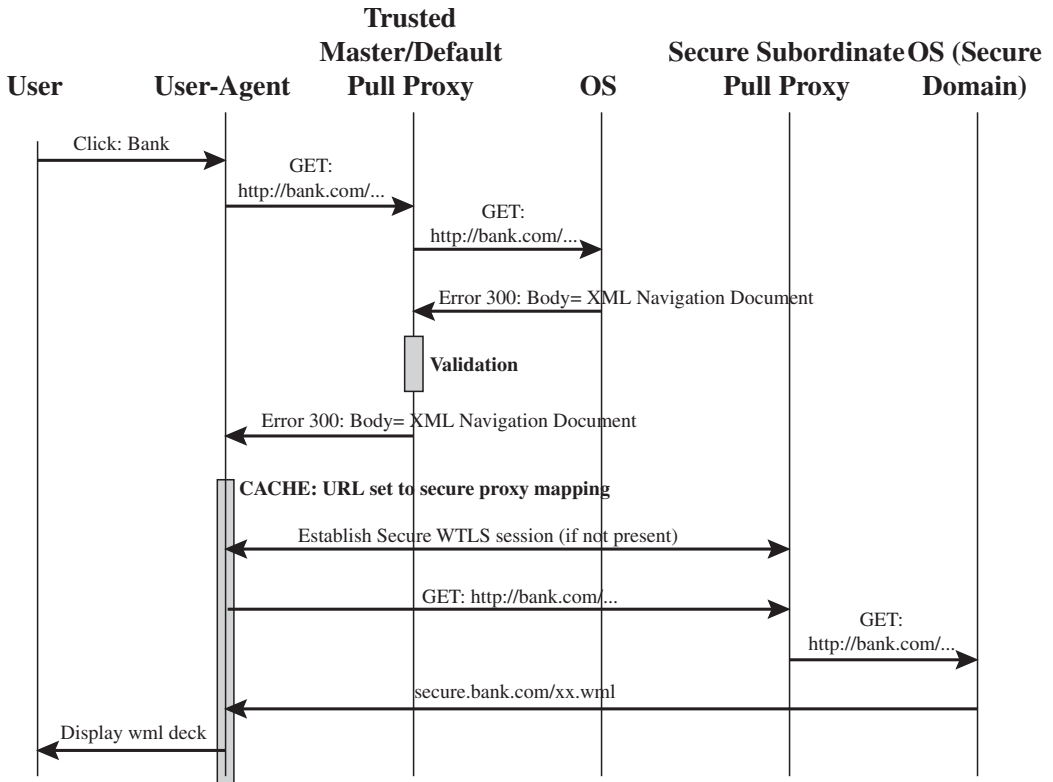 Trusted
Master/Default
Secure Subordinate OS (Secure
User
User-Agent
Pull Proxy
OS
Pull Proxy
Domain)
Click: Bank
GET:
http://bank.com/...
GET:
http://bank.com/...
Error 300: Body= XML Navigation Document
Validation
Error 300: Body= XML Navigation Document
CACHE: URL set to secure proxy mapping
Establish Secure WTLS session (if not present)
GET: http://bank.com/...
GET:
http://bank.com/...
secure.bank.com/xx.wml
Display wml deck